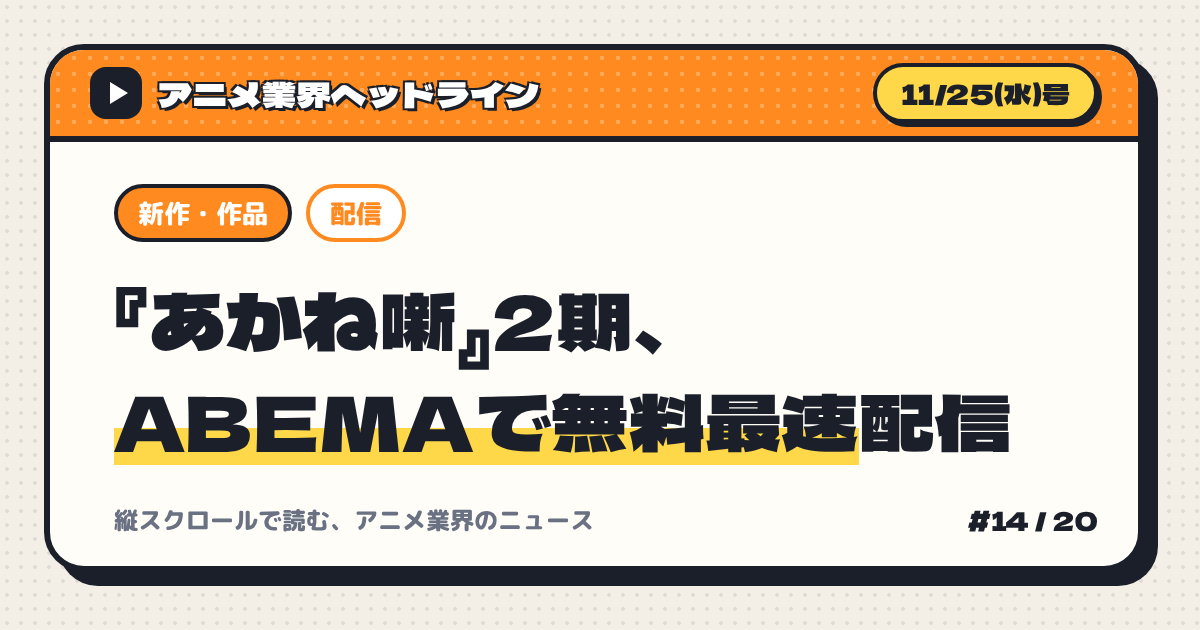 アニメ業界ヘッドライン
11/25(水)号
新作・作品
配信
『あかね噺』2期、
ABEMAで無料最速配信
縦スクロールで読む、アニメ業界のニュース
#14 / 20